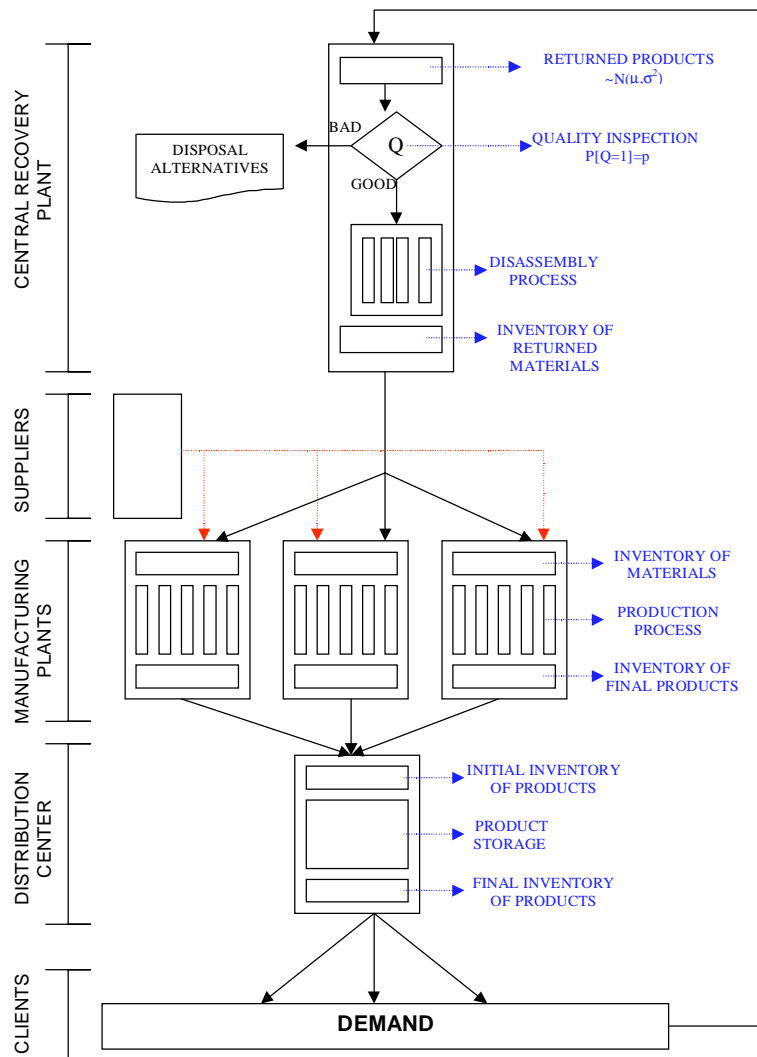 RETURNED PRODUCTS
~N(μ,σ²)
BAD
DISPOSAL
ALTERNATIVES
Q
QUALITY INSPECTION
P[Q=1]=p
GOOD
CENTRAL RECOVERY
PLANT
DISASSEMBLY
PROCESS
INVENTORY OF
RETURNED
MATERIALS
SUPPLIERS
MANUFACTURING
PLANTS
INVENTORY OF
MATERIALS
PRODUCTION
PROCESS
INVENTORY OF
FINAL PRODUCTS
DISTRIBUTION
CENTER
INITIAL INVENTORY
OF PRODUCTS
PRODUCT
STORAGE
FINAL INVENTORY
OF PRODUCTS
CLIENTS
DEMAND